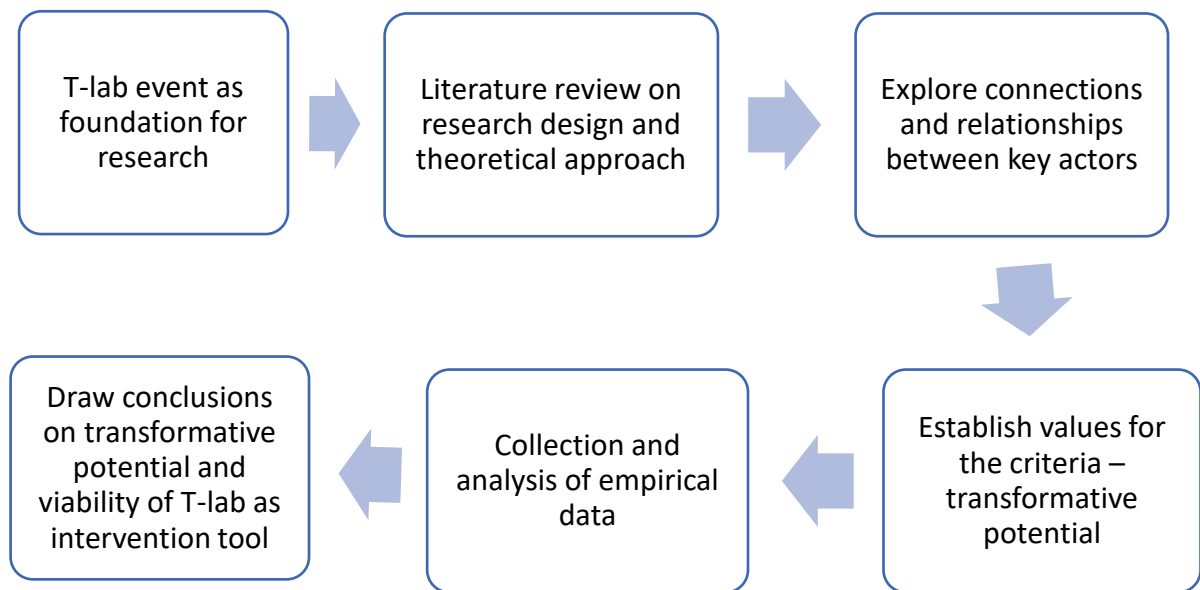 T-lab event as
foundation for
research
Literature review on
research design and
theoretical approach
Explore connections
and relationships
between key actors
Establish values for
the criteria –
transformative
potential
Collection and
analysis of empirical
data
Draw conclusions
on transformative
potential and
viability of T-lab as
intervention tool